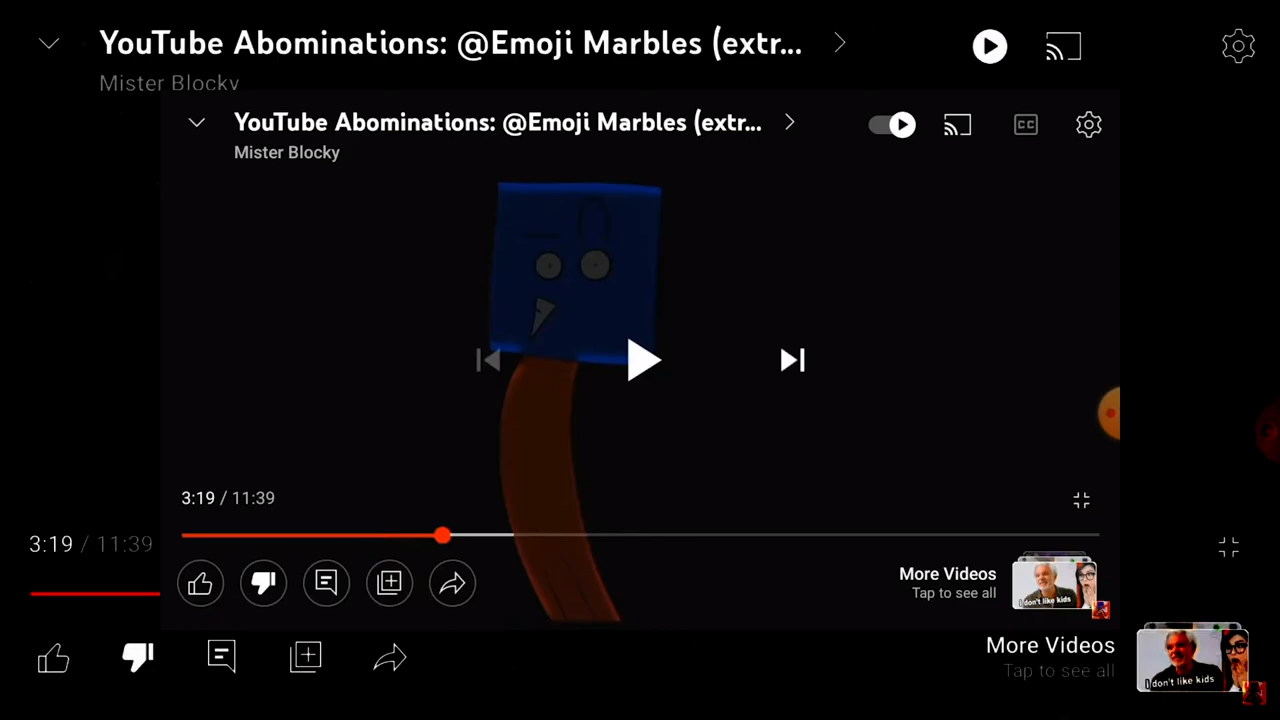 YouTube Abominations: @Emoji Marbles (extr...
Mister Blocky
YouTube Abominations: @Emoji Marbles (extr...
Mister Blocky
CC
3:19 / 11:39
3:19 / 11:39
More Videos
Tap to see all
I don't like kids
More Videos
Tap to see all
I don't like kids